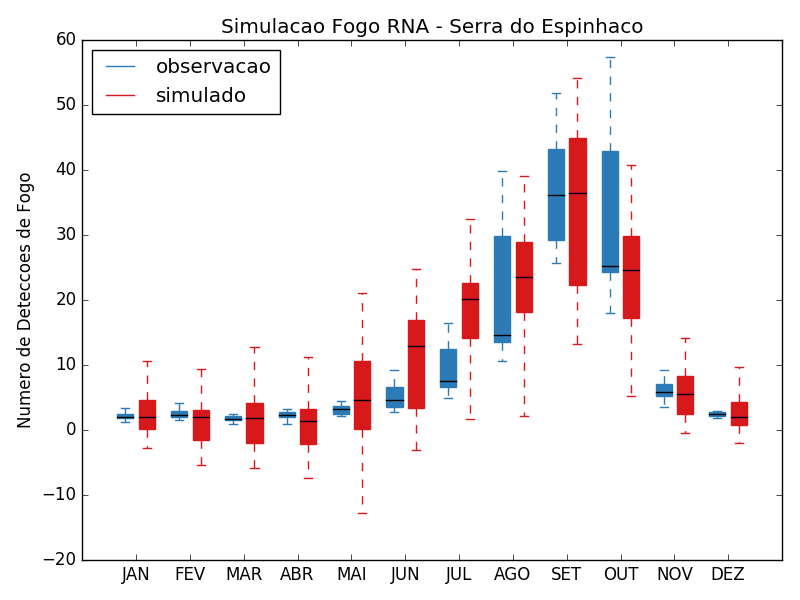 Simulacao Fogo RNA - Serra do Espinhaco
observacao
simulado
Numero de Deteccoes de Fogo
60
50
40
30
20
10
0
−10
−20
JAN FEV MAR ABR MAI JUN JUL AGO SET OUT NOV DEZ